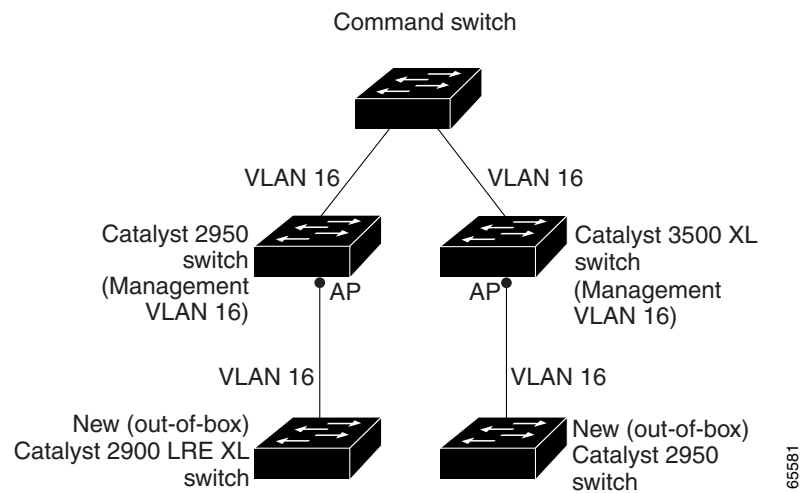 Command switch
VLAN 16
VLAN 16
Catalyst 2950
switch
(Management
VLAN 16)
AP
AP
Catalyst 3500 XL
switch
(Management
VLAN 16)
VLAN 16
VLAN 16
New (out-of-box)
Catalyst 2900 LRE XL
switch
New (out-of-box)
Catalyst 2950
switch
65581